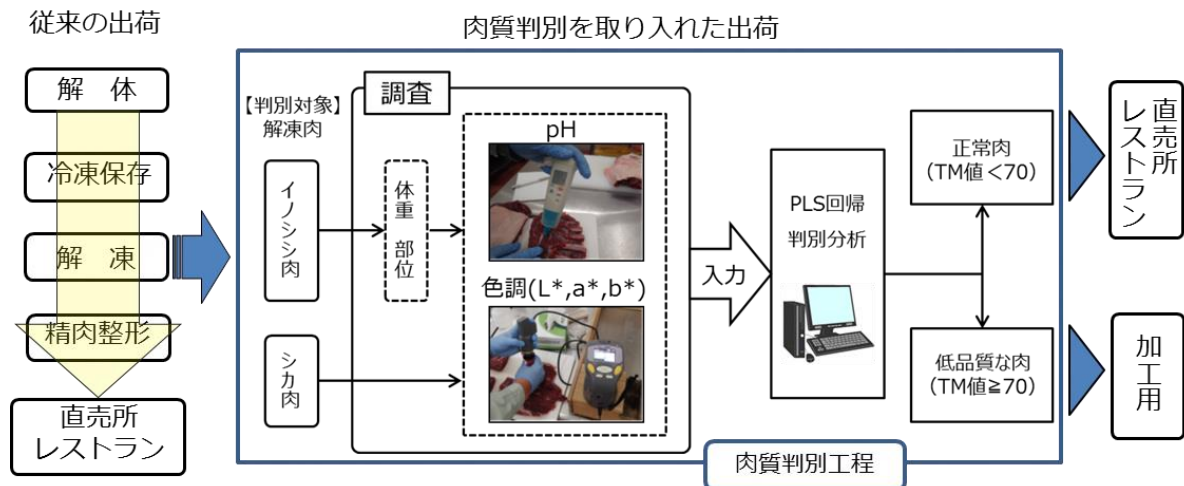 従来の出荷
解　体
冷凍保存
解　凍
精肉整形
直売所
レストラン
肉質判別を取り入れた出荷
【判別対象】
解凍肉
イノシシ肉
シカ肉
調査
体重　部位
pH
色調(L*,a*,b*)
入力
PLS回帰
判別分析
正常肉
(TM値<70)
低品質な肉
(TM値≧70)
直売所
レストラン
加工用
肉質判別工程